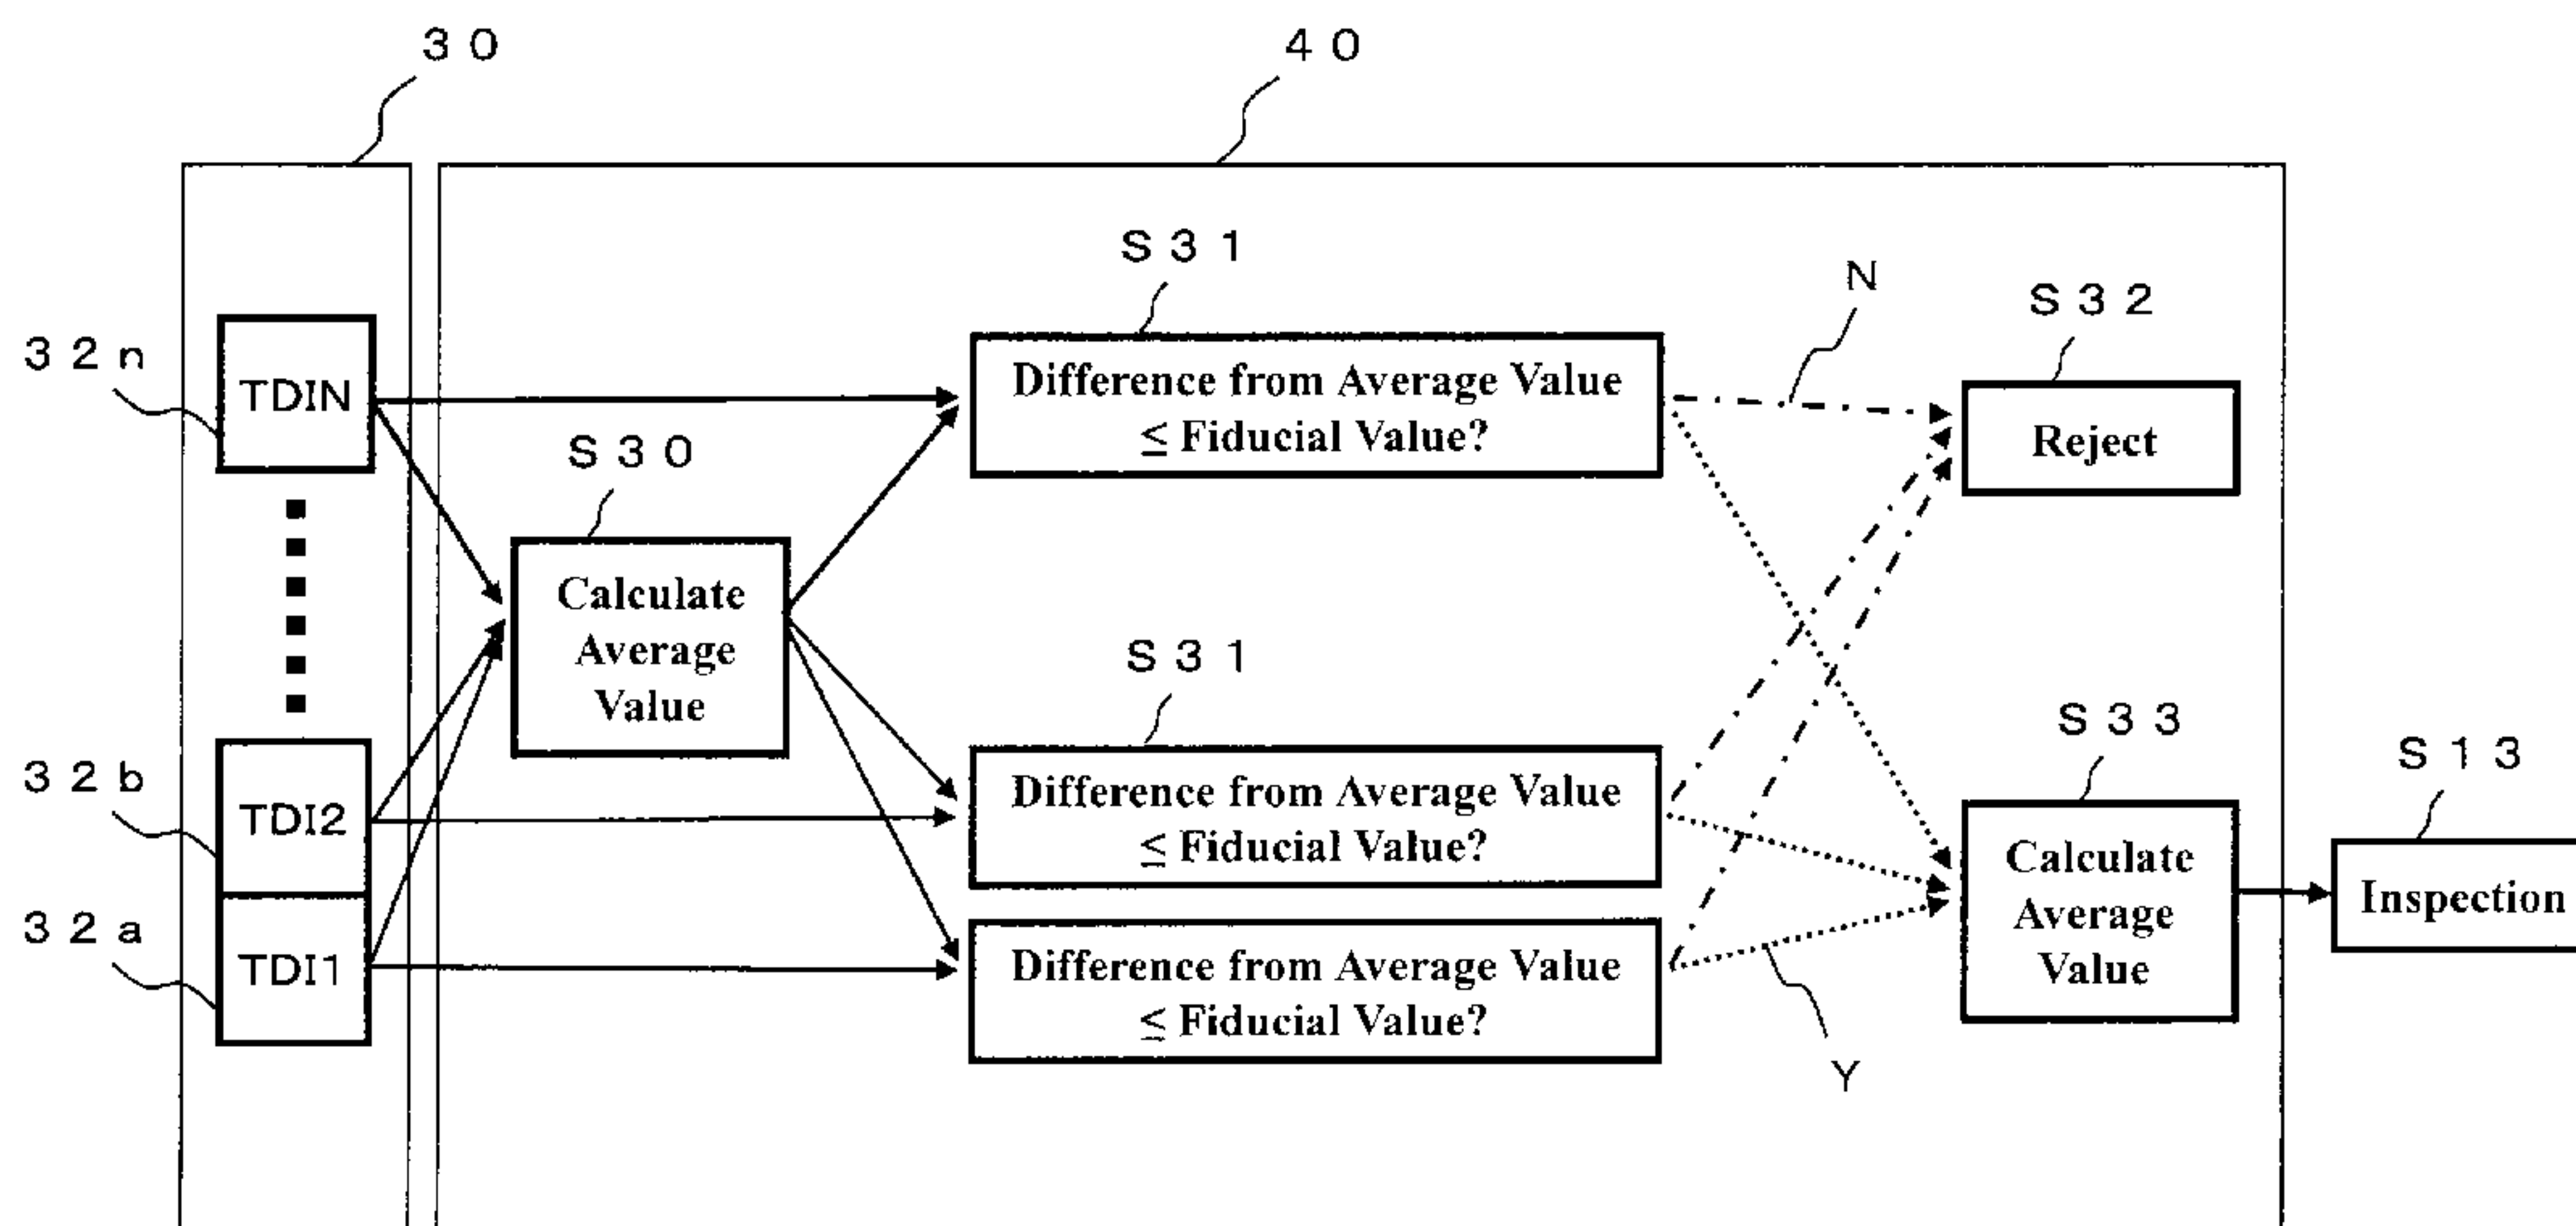 30
40
S31
N
S32
32n
TDIN
Difference from Average Value
≤ Fiducial Value?
Reject
S30
Calculate
Average
Value
S31
S33
S13
32b
TDI2
Difference from Average Value
≤ Fiducial Value?
Calculate
Average
Value
Inspection
32a
TDI1
Difference from Average Value
≤ Fiducial Value?
Y